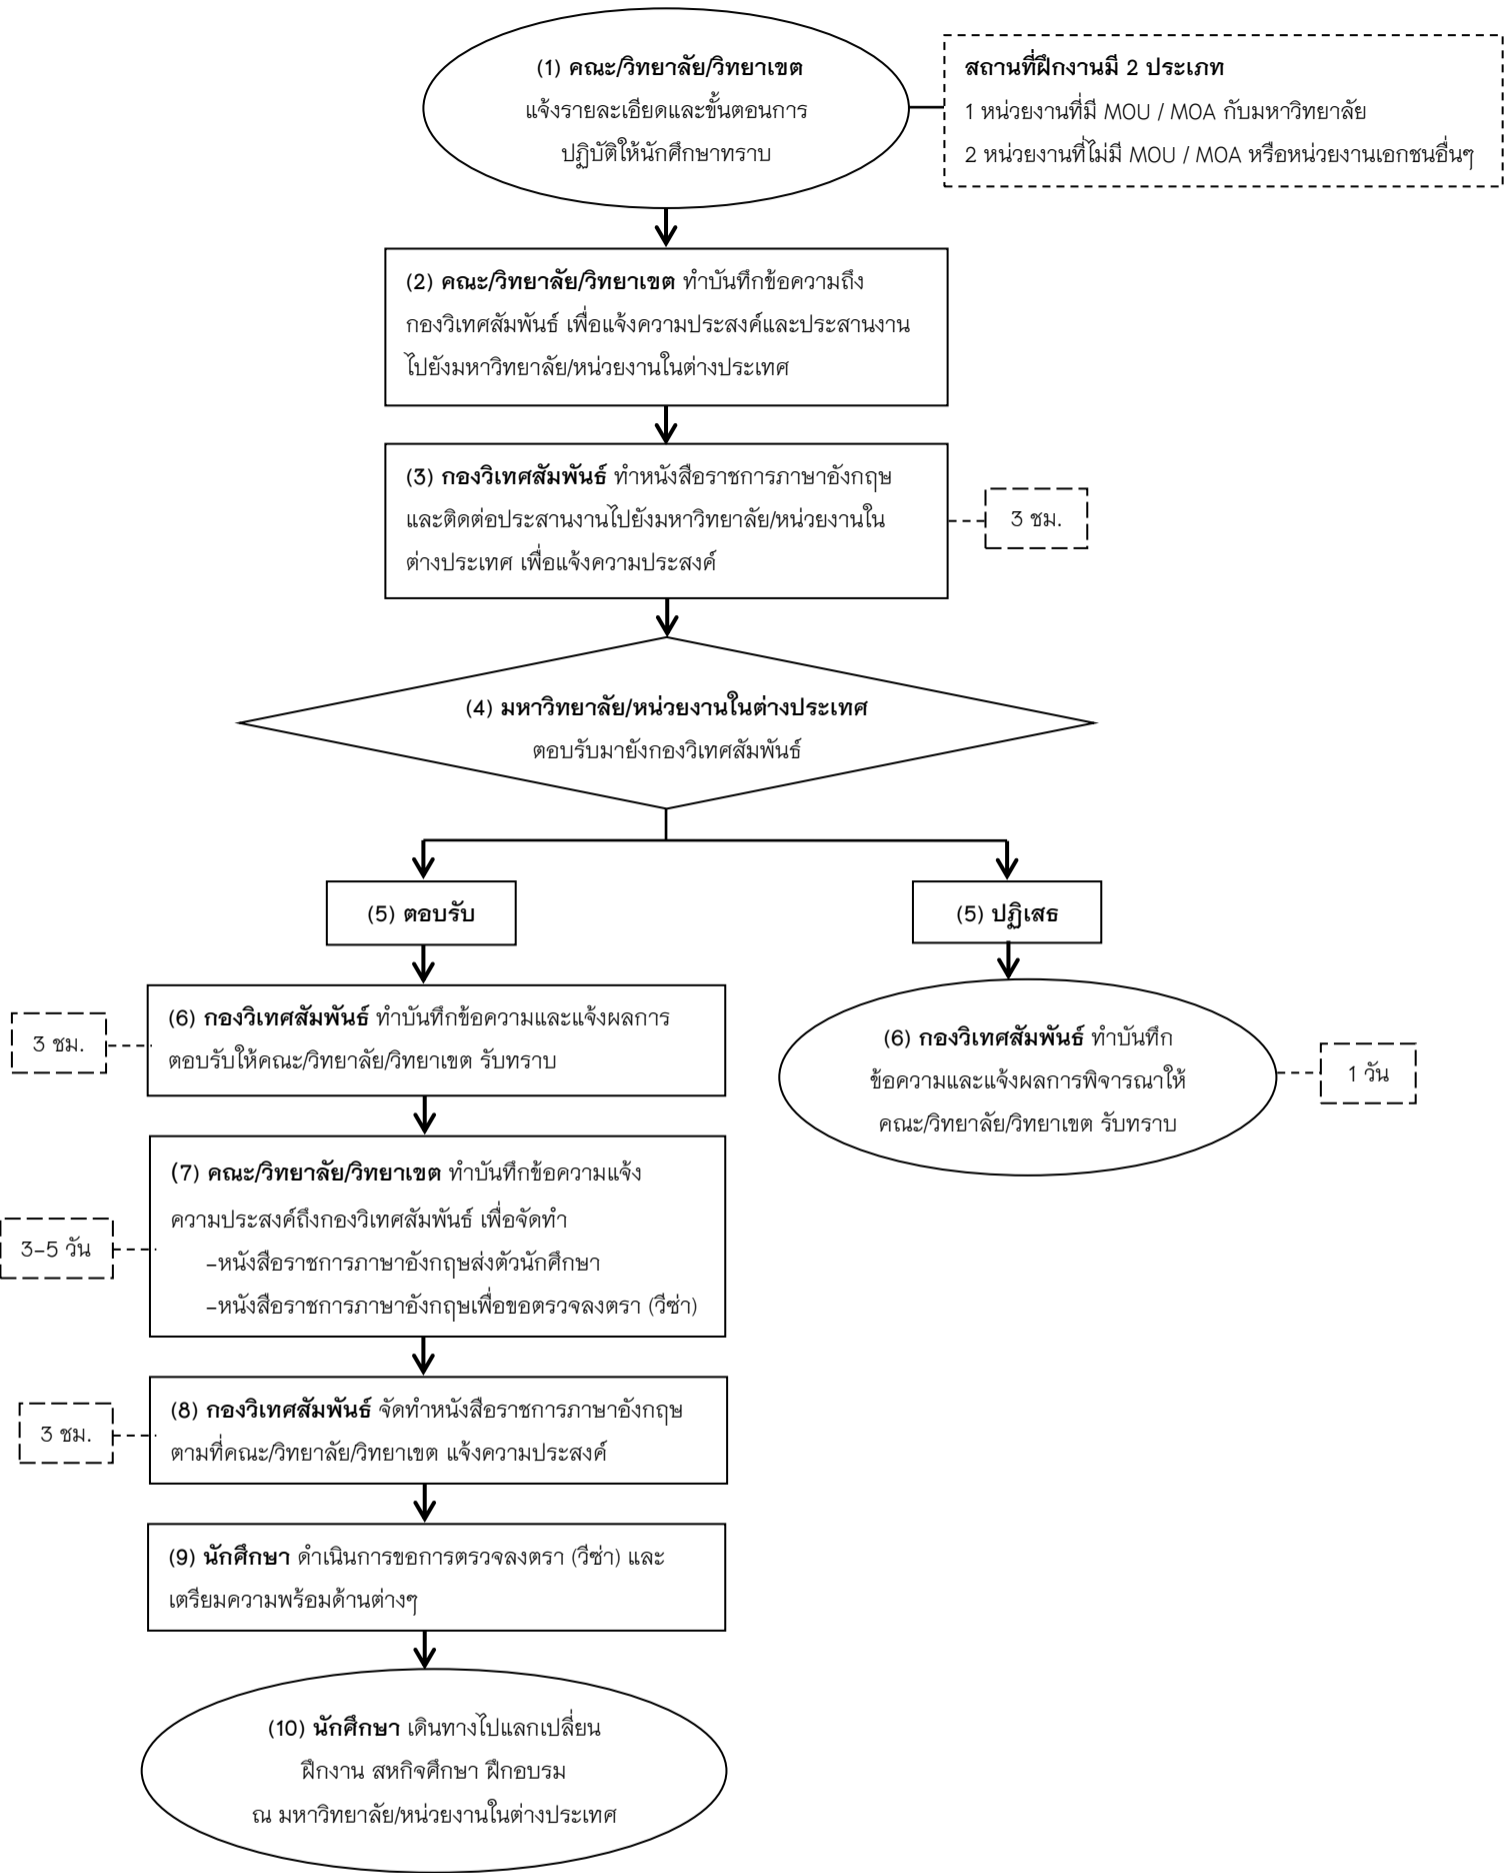 (1) คณะ/วิทยาลัย/วิทยาเขต
แจ้งรายละเอียดและขั้นตอนการ
ปฏิบัติให้นักศึกษาทราบ
สถานที่ฝึกงานมี 2 ประเภท
1 หน่วยงานที่มี MOU / MOA กับมหาวิทยาลัย
2 หน่วยงานที่ไม่มี MOU / MOA หรือหน่วยงานเอกชนอื่นๆ
(2) คณะ/วิทยาลัย/วิทยาเขต ทำบันทึกข้อความถึง
กองวิเทศสัมพันธ์ เพื่อแจ้งความประสงค์และประสานงาน
ไปยังมหาวิทยาลัย/หน่วยงานในต่างประเทศ
(3) กองวิเทศสัมพันธ์ ทำหนังสือราชการภาษาอังกฤษ
และติดต่อประสานงานไปยังมหาวิทยาลัย/หน่วยงานใน
ต่างประเทศ เพื่อแจ้งความประสงค์
3 ชม.
(4) มหาวิทยาลัย/หน่วยงานในต่างประเทศ
ตอบรับมายังกองวิเทศสัมพันธ์
(5) ตอบรับ
(5) ปฏิเสธ
(6) กองวิเทศสัมพันธ์ ทำบันทึกข้อความและแจ้งผลการ
ตอบรับให้คณะ/วิทยาลัย/วิทยาเขต รับทราบ
3 ชม.
(6) กองวิเทศสัมพันธ์ ทำบันทึก
ข้อความและแจ้งผลการพิจารณาให้
คณะ/วิทยาลัย/วิทยาเขต รับทราบ
1 วัน
(7) คณะ/วิทยาลัย/วิทยาเขต ทำบันทึกข้อความแจ้ง
ความประสงค์ถึงกองวิเทศสัมพันธ์ เพื่อจัดทำ
-หนังสือราชการภาษาอังกฤษส่งตัวนักศึกษา
-หนังสือราชการภาษาอังกฤษเพื่อขอตรวจลงตรา (วีซ่า)
3-5 วัน
(8) กองวิเทศสัมพันธ์ จัดทำหนังสือราชการภาษาอังกฤษ
ตามที่คณะ/วิทยาลัย/วิทยาเขต แจ้งความประสงค์
3 ชม.
(9) นักศึกษา ดำเนินการขอการตรวจลงตรา (วีซ่า) และ
เตรียมความพร้อมด้านต่างๆ
(10) นักศึกษา เดินทางไปแลกเปลี่ยน
ฝึกงาน สหกิจศึกษา ฝึกอบรม
ณ มหาวิทยาลัย/หน่วยงานในต่างประเทศ